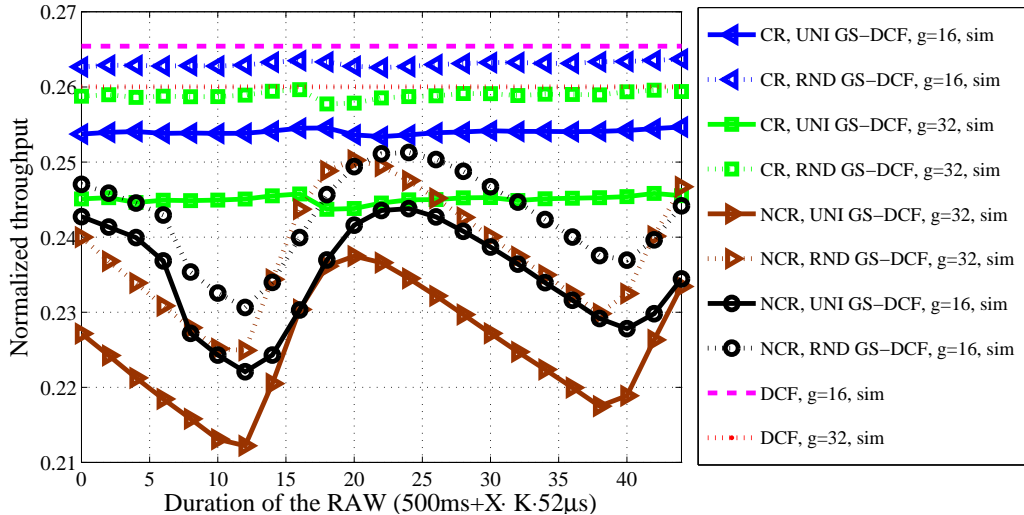 0.27
0.26
0.25
0.24
0.23
0.22
0.21
Normalized throughput
0 5 10 15 20 25 30 35 40
Duration of the RAW (500ms+X· K·52μs)
CR, UNI GS−DCF, g=16, sim
CR, RND GS−DCF, g=16, sim
CR, UNI GS−DCF, g=32, sim
CR, RND GS−DCF, g=32, sim
NCR, UNI GS−DCF, g=32, sim
NCR, RND GS−DCF, g=32, sim
NCR, UNI GS−DCF, g=16, sim
NCR, RND GS−DCF, g=16, sim
DCF, g=16, sim
DCF, g=32, sim